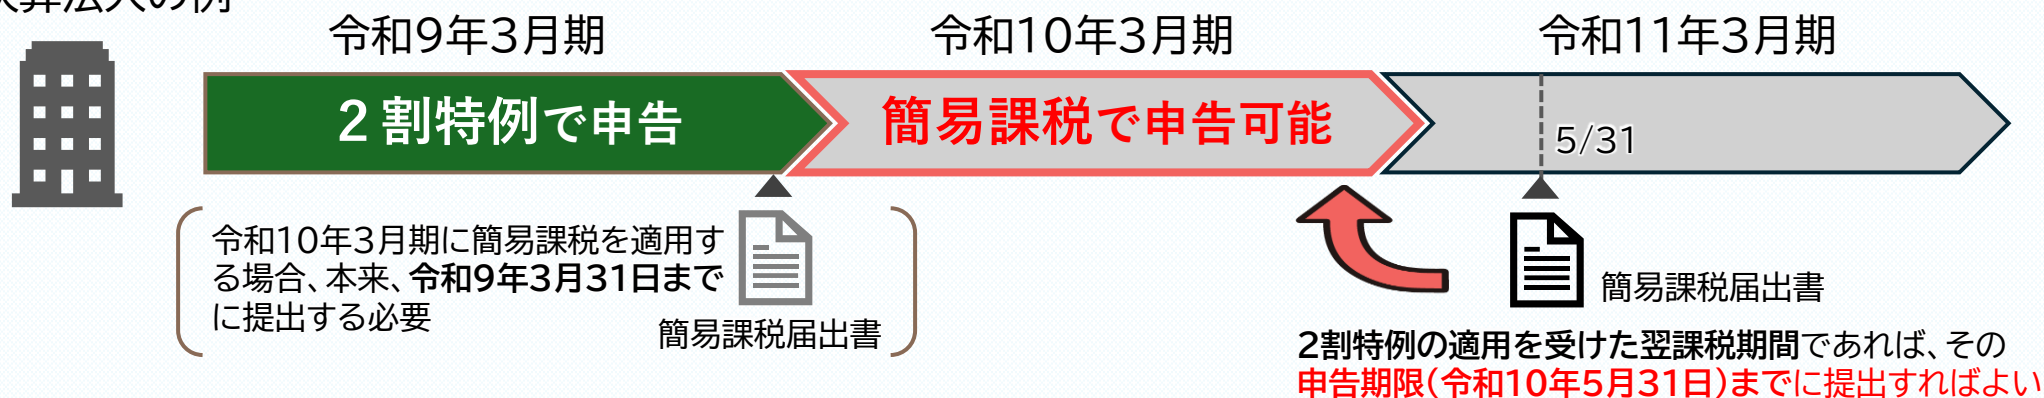 算法人の例
令和9年3月期
令和10年3月期
令和11年3月期
２割特例で申告
簡易課税で申告可能
5/31
令和10年3月期に簡易課税を適用す
る場合、本来、令和9年3月31日まで
に提出する必要
簡易課税届出書
簡易課税届出書
2割特例の適用を受けた翌課税期間であれば、その
申告期限(令和10年5月31日)までに提出すればよい